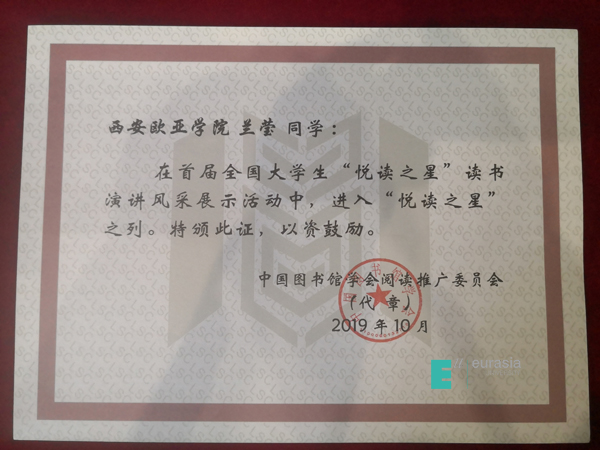 西安欧亚学院 兰莹 同学：
在首届全国大学生“悦读之星”读书
演讲风采展示活动中，进入“悦读之星”
之列。特颁此证，以资鼓励。
中国图书馆学会阅读推广委员会
（代 章）
2019 年 10 月
eurasia